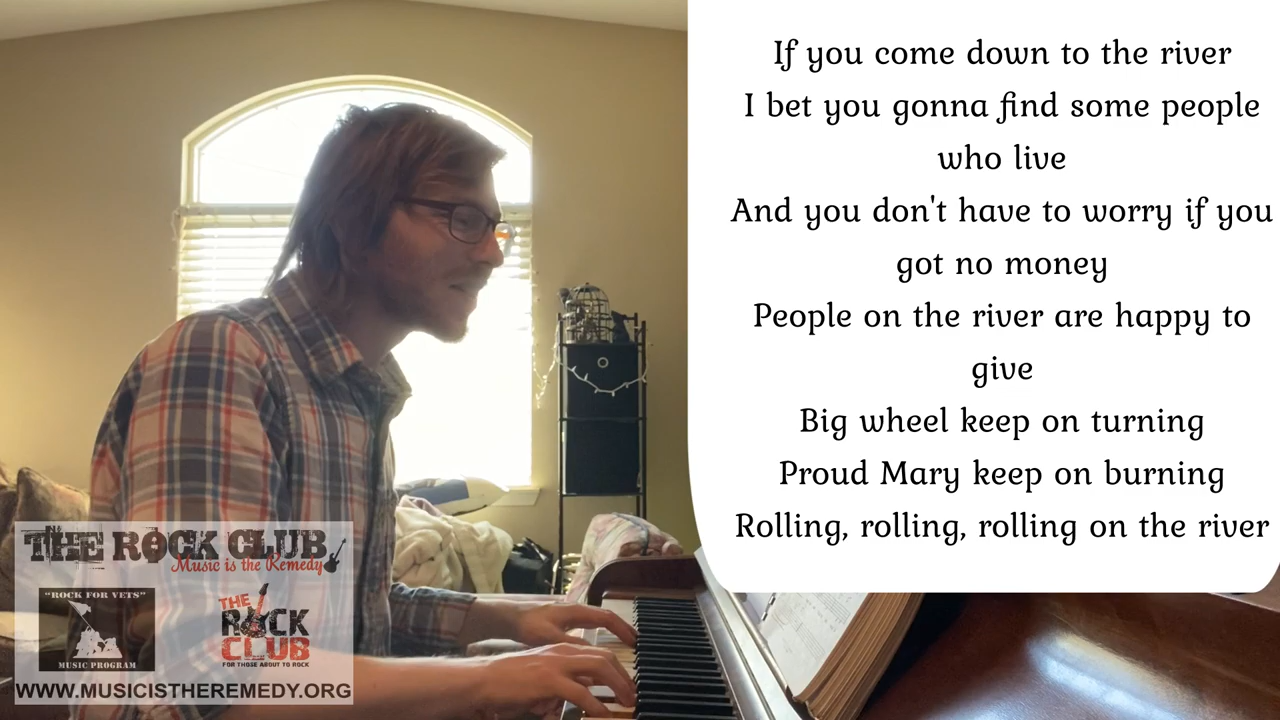 If you come down to the river
I bet you gonna find some people
who live
And you don't have to worry if you
got no money
People on the river are happy to
give
Big wheel keep on turning
Proud Mary keep on burning
Rolling, rolling, rolling on the river
THE ROCK CLUB
Music is the Remedy
"ROCK FOR VETS"
MUSIC PROGRAM
THE
ROCK
CLUB
FOR THOSE ABOUT TO ROCK
WWW.MUSICISTHEREMEDY.ORG